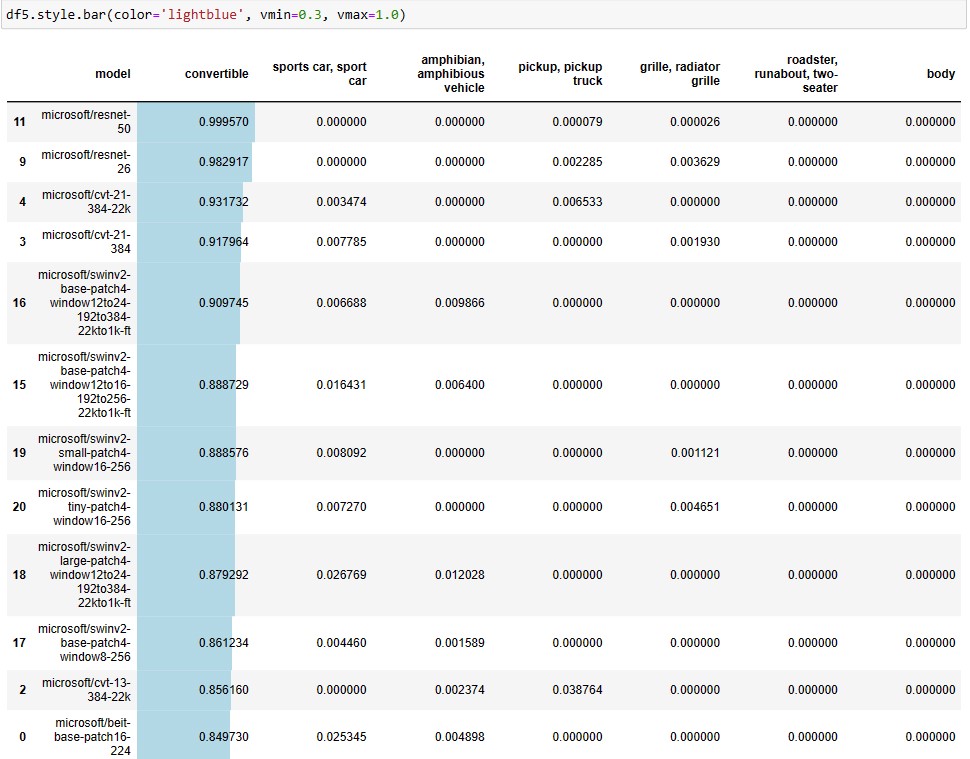 df5.style.bar(color='lightblue', vmin=0.3, vmax=1.0)
model convertible sports car, sport car amphibian, amphibious vehicle pickup, pickup truck grille, radiator grille roadster, runabout, two-seater body
11 microsoft/resnet-50 0.999570 0.000000 0.000000 0.000079 0.000026 0.000000 0.000000
9 microsoft/resnet-26 0.982917 0.000000 0.000000 0.002285 0.003629 0.000000 0.000000
4 microsoft/cvt-21-384-22k 0.931732 0.003474 0.000000 0.006533 0.000000 0.000000 0.000000
3 microsoft/cvt-21-384 0.917964 0.007785 0.000000 0.000000 0.001930 0.000000 0.000000
16 microsoft/swinv2-base-patch4-window12to24-192to384-22kto1k-ft 0.909745 0.006688 0.009866 0.000000 0.000000 0.000000 0.000000
15 microsoft/swinv2-base-patch4-window12to16-192to256-22kto1k-ft 0.888729 0.016431 0.006400 0.000000 0.000000 0.000000 0.000000
19 microsoft/swinv2-small-patch4-window16-256 0.888576 0.008092 0.000000 0.000000 0.001121 0.000000 0.000000
20 microsoft/swinv2-tiny-patch4-window16-256 0.880131 0.007270 0.000000 0.000000 0.004651 0.000000 0.000000
18 microsoft/swinv2-large-patch4-window12to24-192to384-22kto1k-ft 0.879292 0.026769 0.012028 0.000000 0.000000 0.000000 0.000000
17 microsoft/swinv2-base-patch4-window8-256 0.861234 0.004460 0.001589 0.000000 0.000000 0.000000 0.000000
2 microsoft/cvt-13-384-22k 0.856160 0.000000 0.002374 0.038764 0.000000 0.000000 0.000000
0 microsoft/beit-base-patch16-224 0.849730 0.025345 0.004898 0.000000 0.000000 0.000000 0.000000